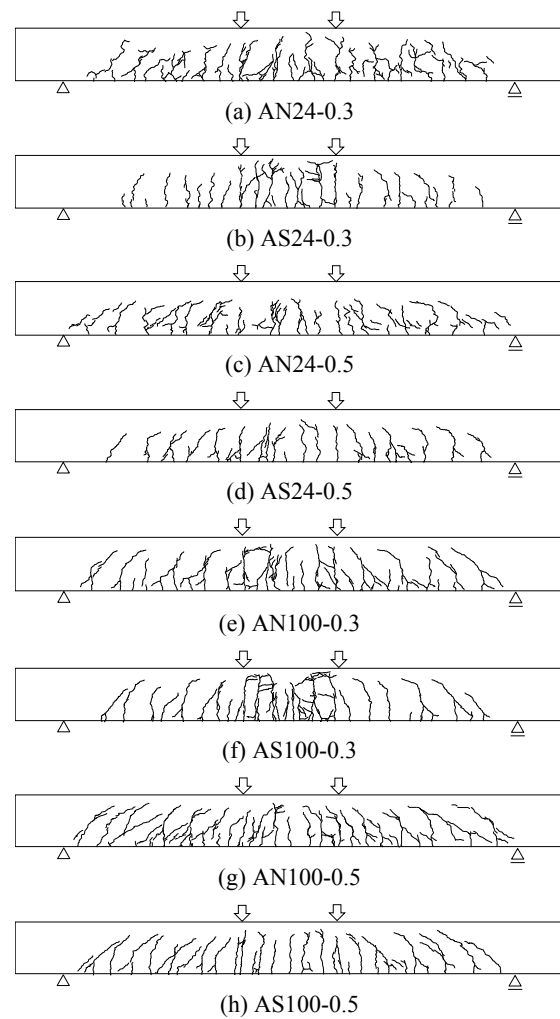 (a) AN24-0.3
(b) AS24-0.3
(c) AN24-0.5
(d) AS24-0.5
(e) AN100-0.3
(f) AS100-0.3
(g) AN100-0.5
(h) AS100-0.5